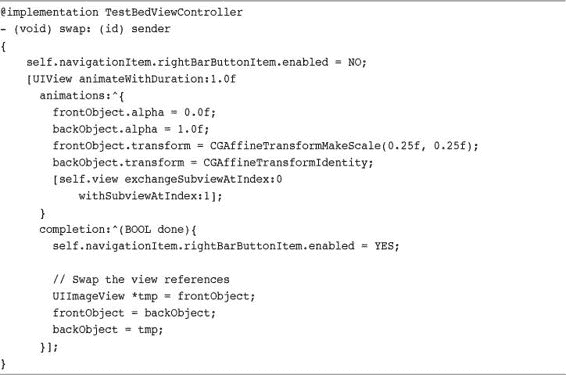 @implementation TestBedViewController
- (void) swap: (id) sender
{
    self.navigationItem.rightBarButtonItem.enabled = NO;
    [UIView animateWithDuration:1.0f
      animations:^{
        frontObject.alpha = 0.0f;
        backObject.alpha = 1.0f;
        frontObject.transform = CGAffineTransformMakeScale(0.25f, 0.25f);
        backObject.transform = CGAffineTransformIdentity;
        [self.view exchangeSubviewAtIndex:0
            withSubviewAtIndex:1];
      }
      completion:^(BOOL done){
        self.navigationItem.rightBarButtonItem.enabled = YES;

        // Swap the view references
        UIImageView *tmp = frontObject;
        frontObject = backObject;
        backObject = tmp;
      }];
}